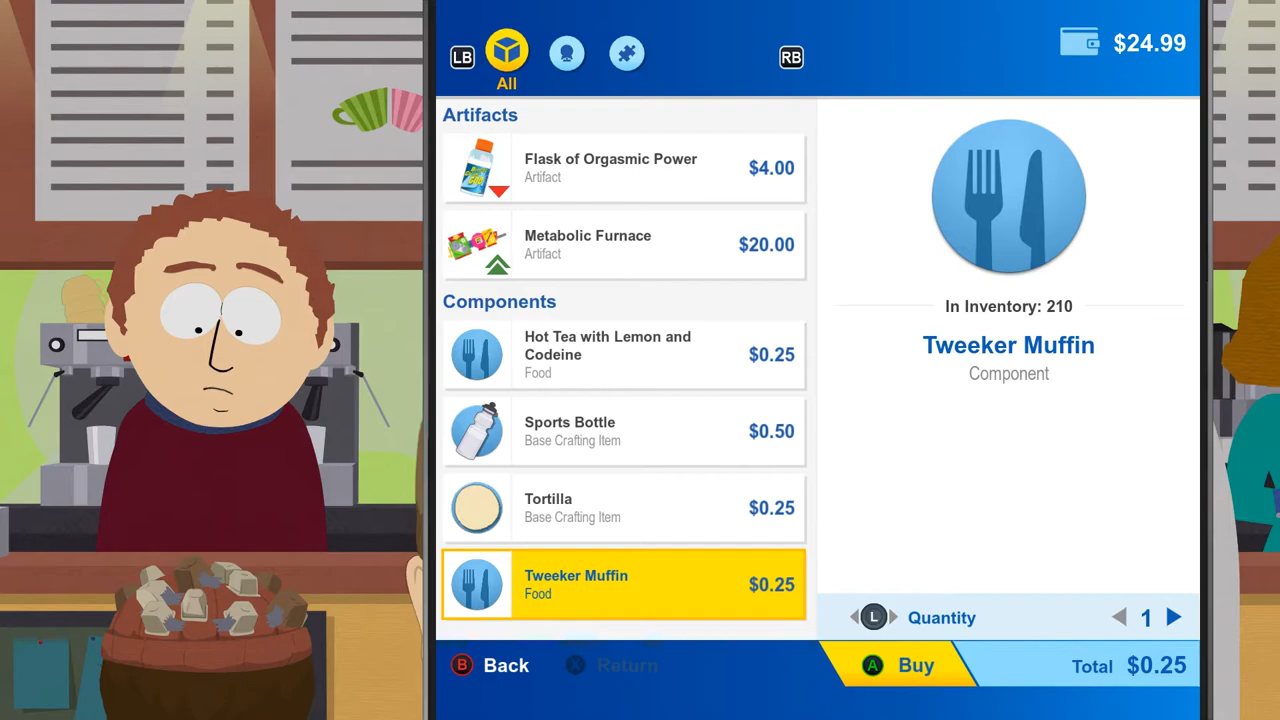 LB
RB
All
$24.99
Artifacts
Flask of Orgasmic Power
Artifact
$4.00
Metabolic Furnace
Artifact
$20.00
Components
Hot Tea with Lemon and
Codeine
Food
$0.25
Sports Bottle
Base Crafting Item
$0.50
Tortilla
Base Crafting Item
$0.25
Tweeker Muffin
Food
$0.25
In Inventory: 210
Tweeker Muffin
Component
L Quantity 1
B Back
X Return
A Buy
Total $0.25